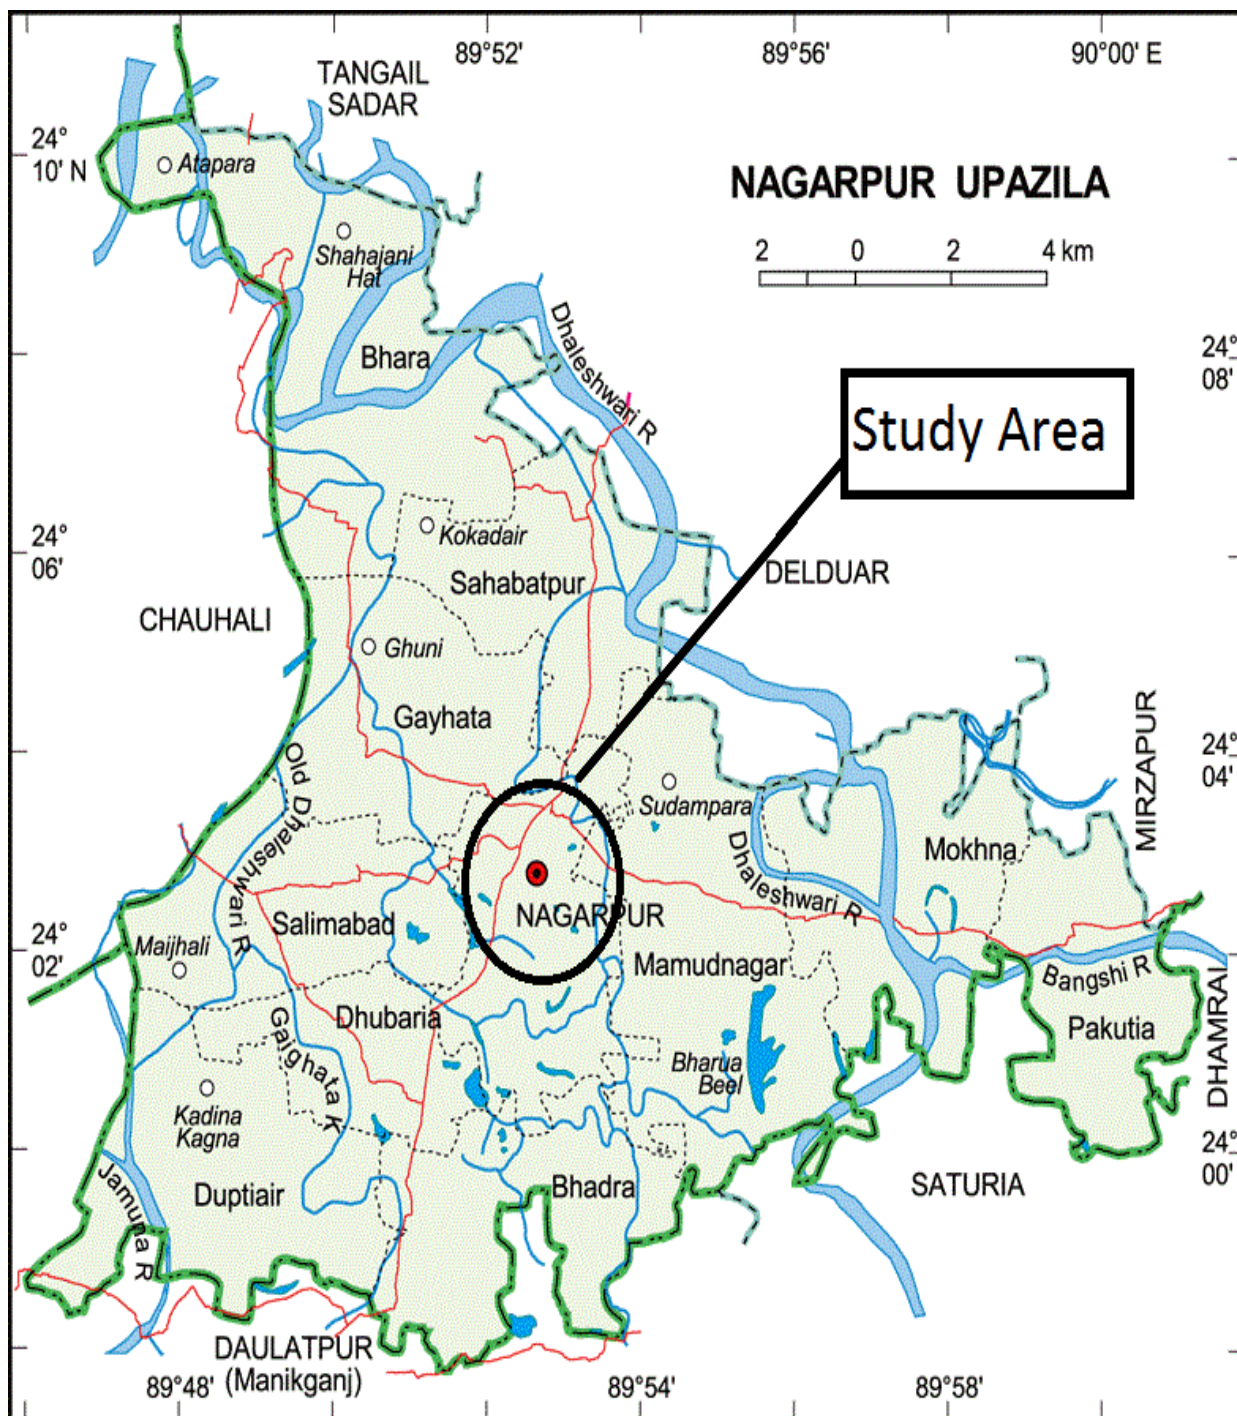 89°52'
89°56'
90°00' E
TANGAIL
SADAR
24°
10' N
Atapara
NAGARPUR UPAZILA
Shahajani
Hat
2 0 2 4 km
Dhaleshwari R
Bhara
24°
08'
Study Area
24°
06'
Kokadair
Sahabatpur
DELDUAR
CHAUHALI
Ghuni
Gayhata
MIRZAPUR
24°
04'
Old Dhaleshwari R
Sudampara
Mokhna
Dhaleshwari R
Salimabad
NAGARPUR
24°
02'
Maijhali
Mamudnagar
Bangshi R
Dhubaria
Pakutia
Gaighata K
Bharua
Beel
DHAMRAI
Kadina
Kagna
24°
00'
Jamuna R
Duptiair
Bhadra
SATURIA
DAULATPUR
(Manikganj)
89°48'
89°54'
89°58'